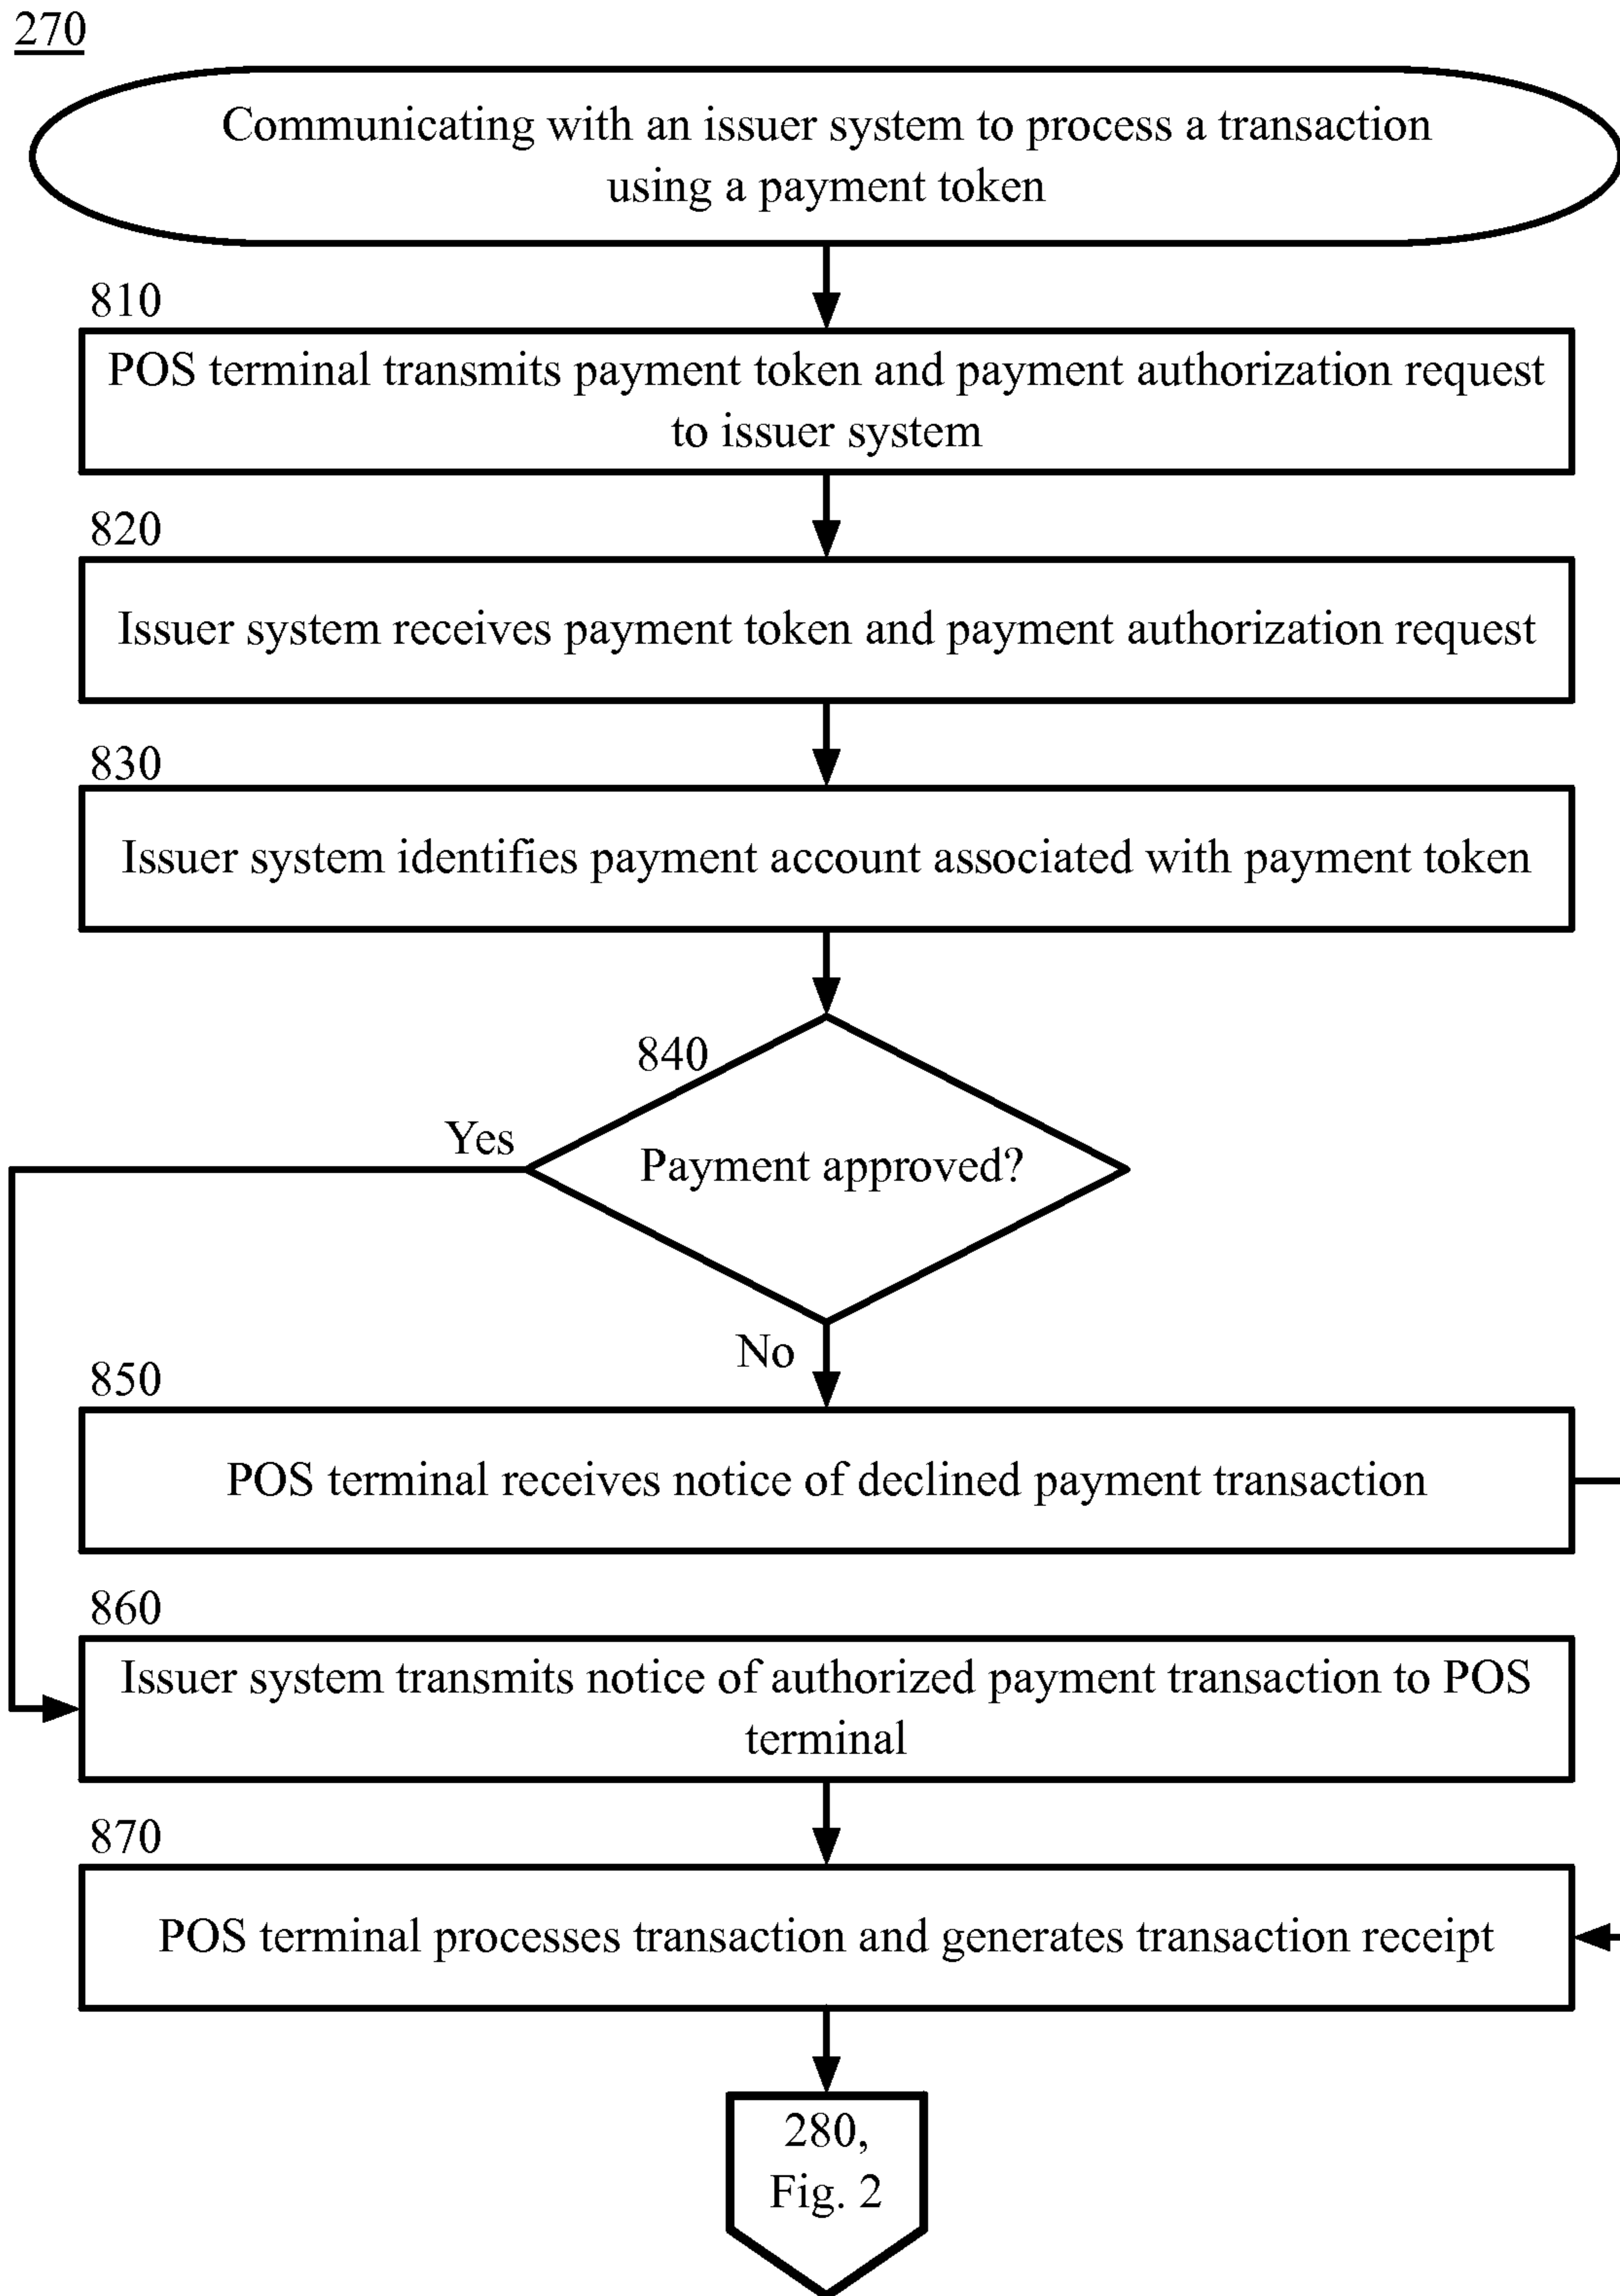 270
Communicating with an issuer system to process a transaction
using a payment token
810
POS terminal transmits payment token and payment authorization request
to issuer system
820
Issuer system receives payment token and payment authorization request
830
Issuer system identifies payment account associated with payment token
840
Payment approved?
Yes
No
850
POS terminal receives notice of declined payment transaction
860
Issuer system transmits notice of authorized payment transaction to POS
terminal
870
POS terminal processes transaction and generates transaction receipt
280,
Fig. 2